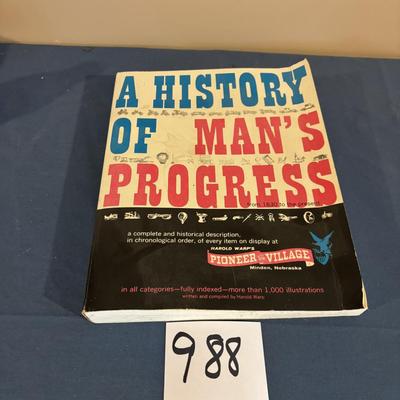 A HISTORY
OF MAN'S
PROGRESS
from 1830 to the present
a complete and historical description,
in chronological order, of every item on display at
HAROLD WARP'S
PIONEER VILLAGE
Minden, Nebraska
in all categories—fully indexed—more than 1,000 illustrations
written and compiled by Harold Warp
988